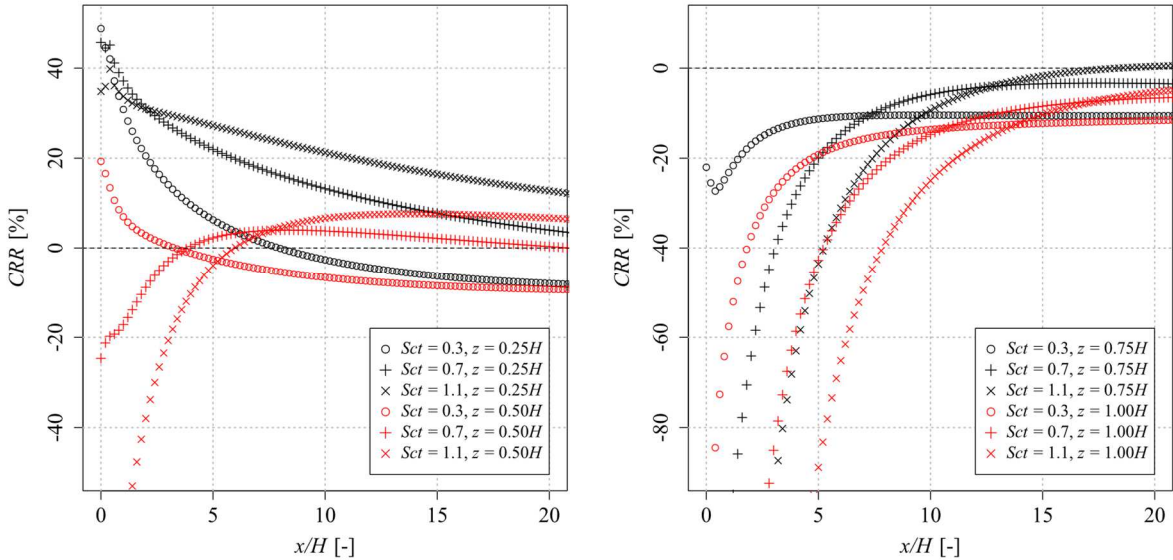 40
20
0
-20
-40
CRR [%]
0
5
10
15
20
x/H [-]
Sct = 0.3, z = 0.25H
Sct = 0.7, z = 0.25H
Sct = 1.1, z = 0.25H
Sct = 0.3, z = 0.50H
Sct = 0.7, z = 0.50H
Sct = 1.1, z = 0.50H
0
-20
-40
-60
-80
CRR [%]
0
5
10
15
20
x/H [-]
Sct = 0.3, z = 0.75H
Sct = 0.7, z = 0.75H
Sct = 1.1, z = 0.75H
Sct = 0.3, z = 1.00H
Sct = 0.7, z = 1.00H
Sct = 1.1, z = 1.00H